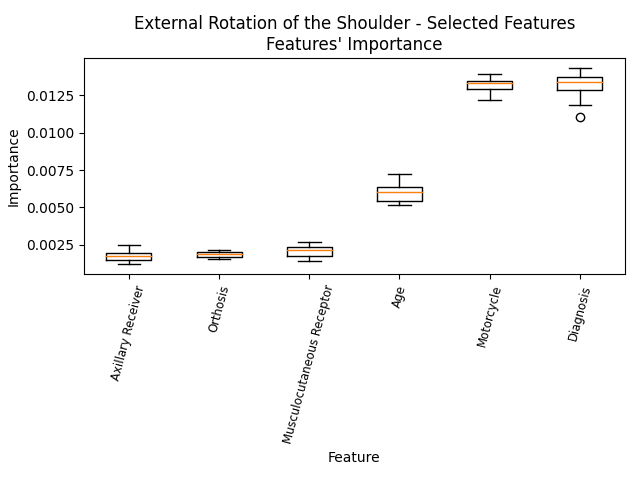 External Rotation of the Shoulder - Selected Features
Features' Importance
0.0125
0.0100
0.0075
0.0050
0.0025
Importance
Axillary Receiver
Orthosis
Musculocutaneous Receptor
Age
Motorcycle
Diagnosis
Feature